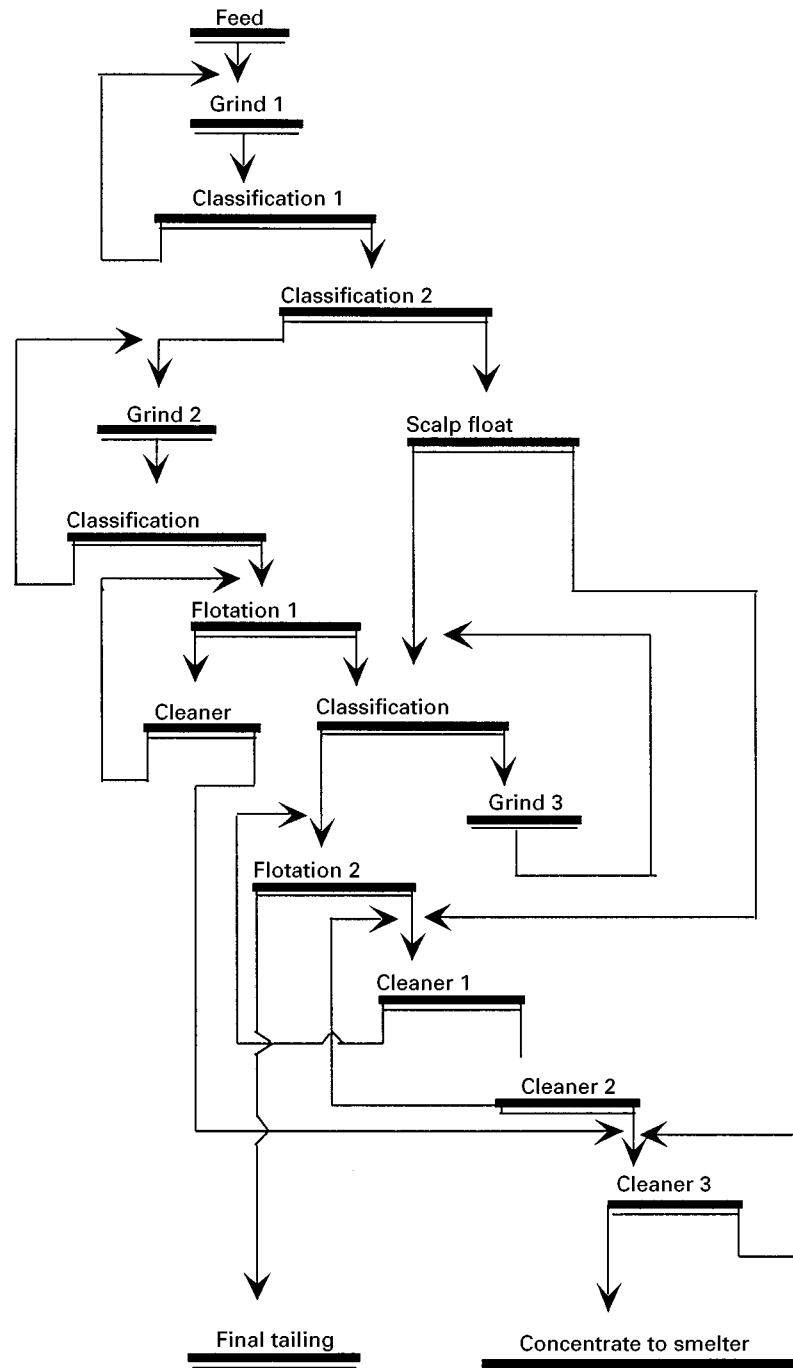 Feed
Grind 1
Classification 1
Classification 2
Grind 2
Scalp float
Classification
Flotation 1
Cleaner
Classification
Grind 3
Flotation 2
Cleaner 1
Cleaner 2
Cleaner 3
Final tailing
Concentrate to smelter